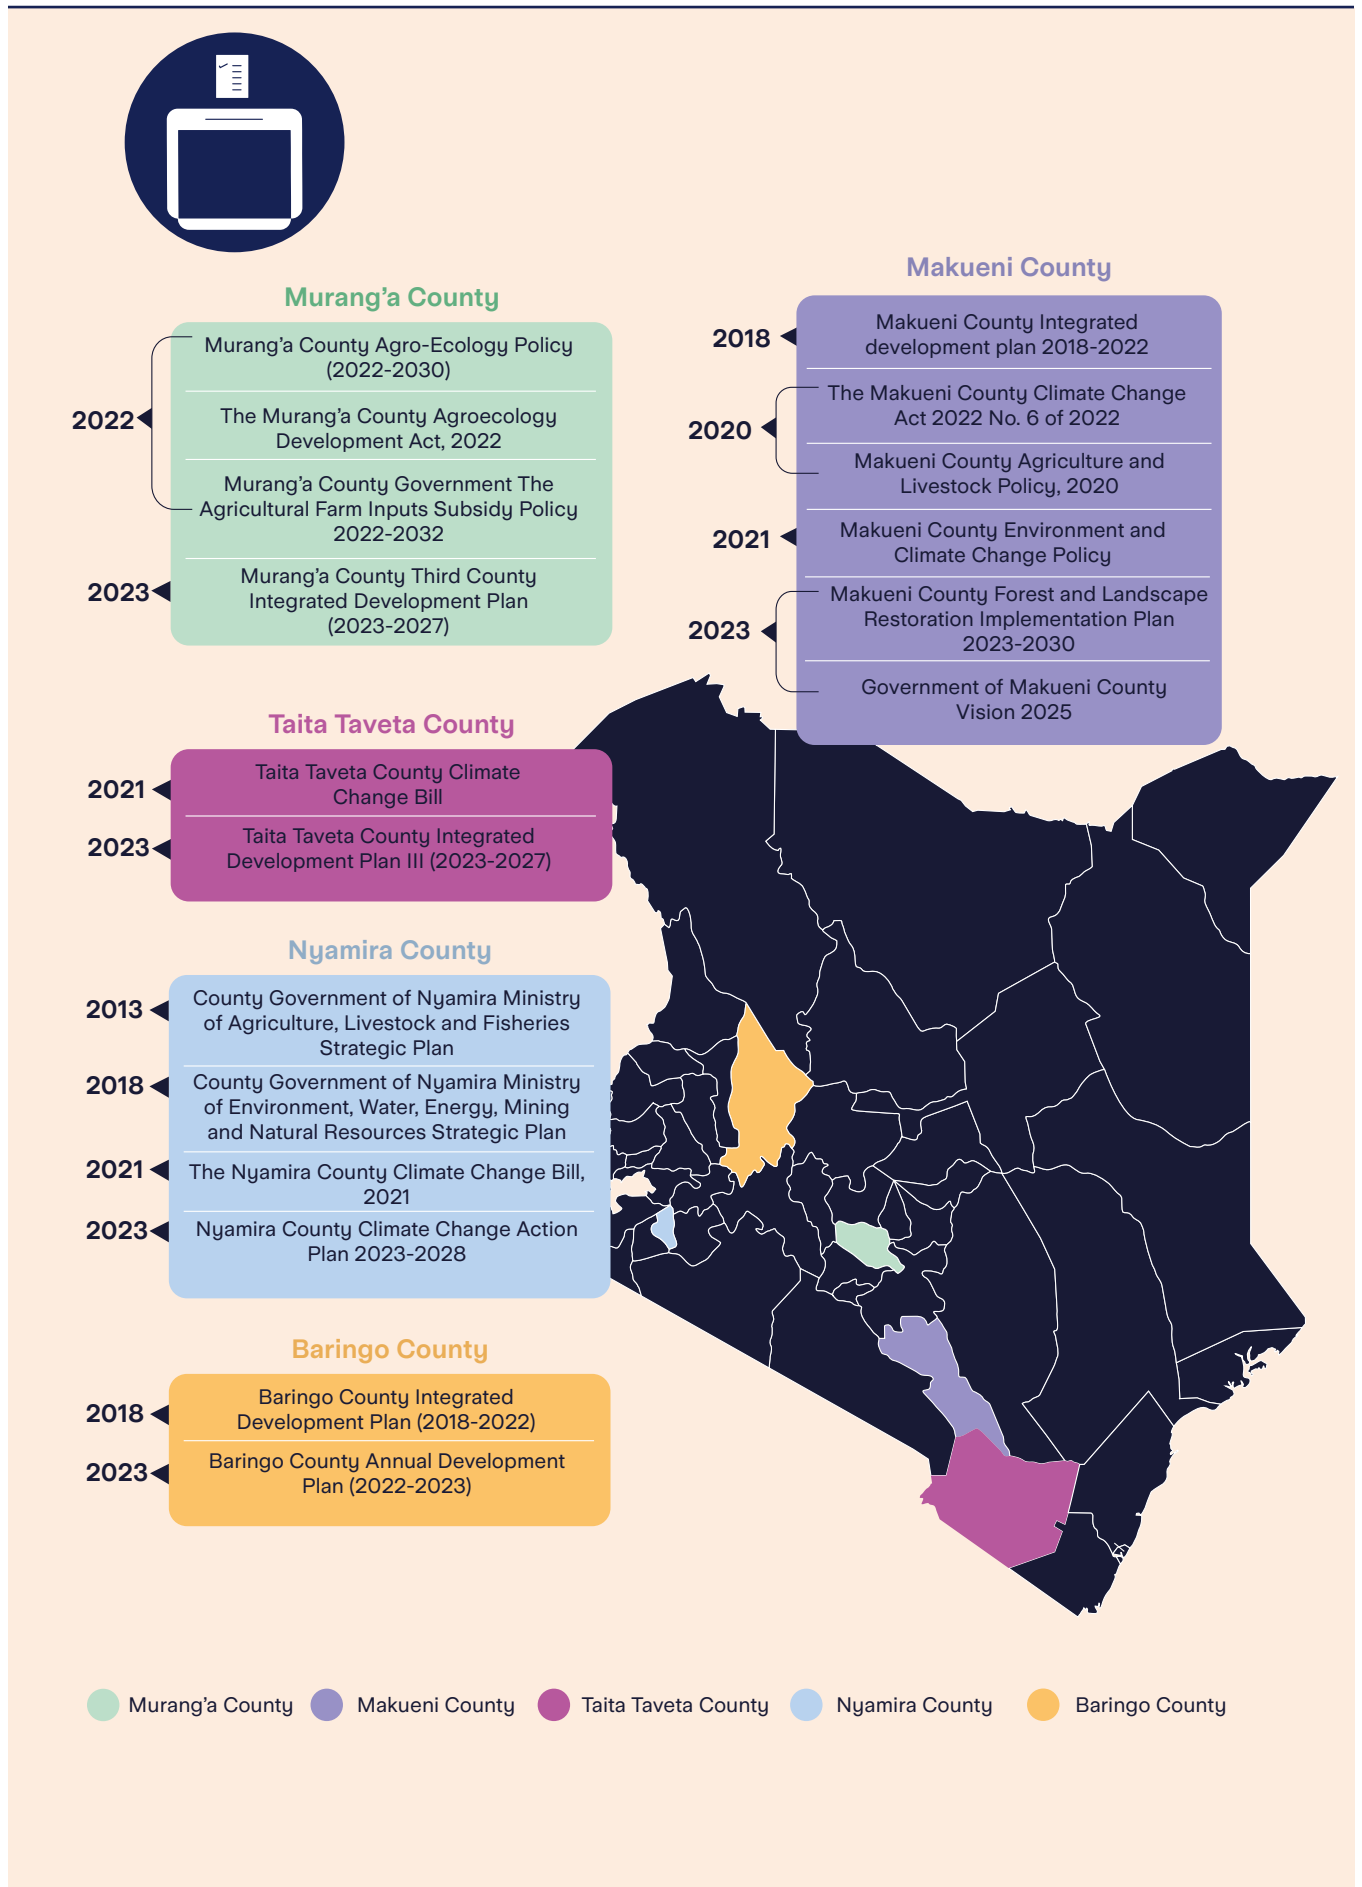 Murang’a County
2022
Murang’a County Agro-Ecology Policy
(2022-2030)
The Murang’a County Agroecology
Development Act, 2022
Murang’a County Government The
Agricultural Farm Inputs Subsidy Policy
2022-2032
2023
Murang’a County Third County
Integrated Development Plan
(2023-2027)
Makueni County
2018
Makueni County Integrated
development plan 2018-2022
2020
The Makueni County Climate Change
Act 2022 No. 6 of 2022
Makueni County Agriculture and
Livestock Policy, 2020
2021
Makueni County Environment and
Climate Change Policy
2023
Makueni County Forest and Landscape
Restoration Implementation Plan
2023-2030
Government of Makueni County
Vision 2025
Taita Taveta County
2021
Taita Taveta County Climate
Change Bill
2023
Taita Taveta County Integrated
Development Plan III (2023-2027)
Nyamira County
2013
County Government of Nyamira Ministry
of Agriculture, Livestock and Fisheries
Strategic Plan
2018
County Government of Nyamira Ministry
of Environment, Water, Energy, Mining
and Natural Resources Strategic Plan
2021
The Nyamira County Climate Change Bill,
2021
2023
Nyamira County Climate Change Action
Plan 2023-2028
Baringo County
2018
Baringo County Integrated
Development Plan (2018-2022)
2023
Baringo County Annual Development
Plan (2022-2023)
Murang’a County
Makueni County
Taita Taveta County
Nyamira County
Baringo County